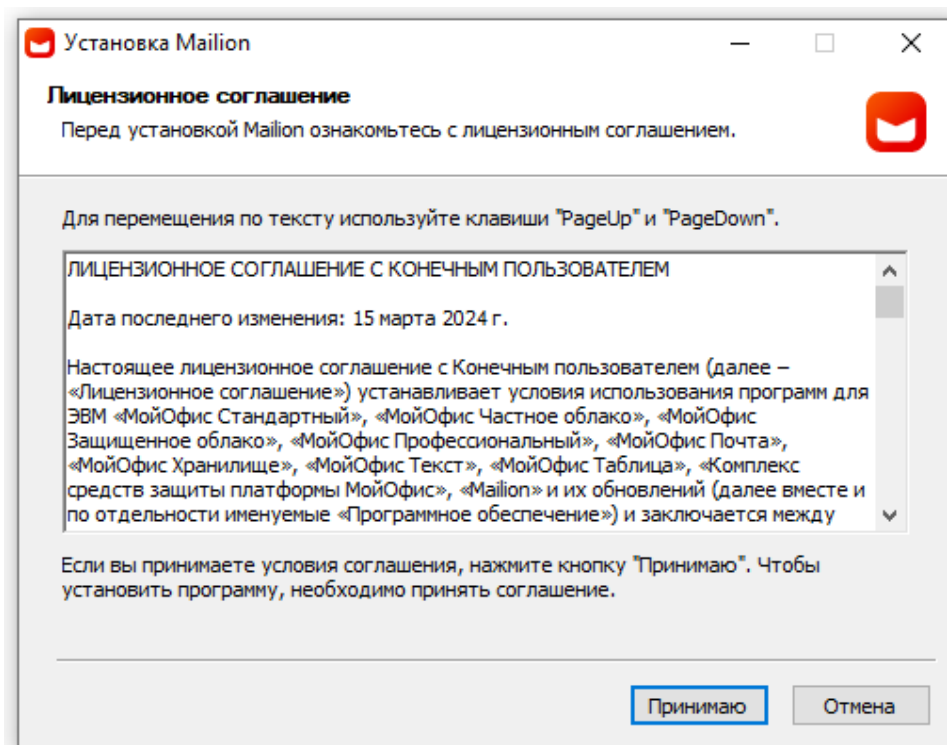 Установка Mailion
Лицензионное соглашение
Перед установкой Mailion ознакомьтесь с лицензионным соглашением.
Для перемещения по тексту используйте клавиши "PageUp" и "PageDown".
ЛИЦЕНЗИОННОЕ СОГЛАШЕНИЕ С КОНЕЧНЫМ ПОЛЬЗОВАТЕЛЕМ
Дата последнего изменения: 15 марта 2024 г.
Настоящее лицензионное соглашение с Конечным пользователем (далее –
«Лицензионное соглашение») устанавливает условия использования программ для
ЭВМ «МойОфис Стандартный», «МойОфис Частное облако», «МойОфис
Защищенное облако», «МойОфис Профессиональный», «МойОфис Почта»,
«МойОфис Хранилище», «МойОфис Текст», «МойОфис Таблица», «Комплекс
средств защиты платформы МойОфис», «Mailion» и их обновлений (далее вместе и
по отдельности именуемые «Программное обеспечение») и заключается между
Если вы принимаете условия соглашения, нажмите кнопку "Принимаю". Чтобы
установить программу, необходимо принять соглашение.
Принимаю
Отмена